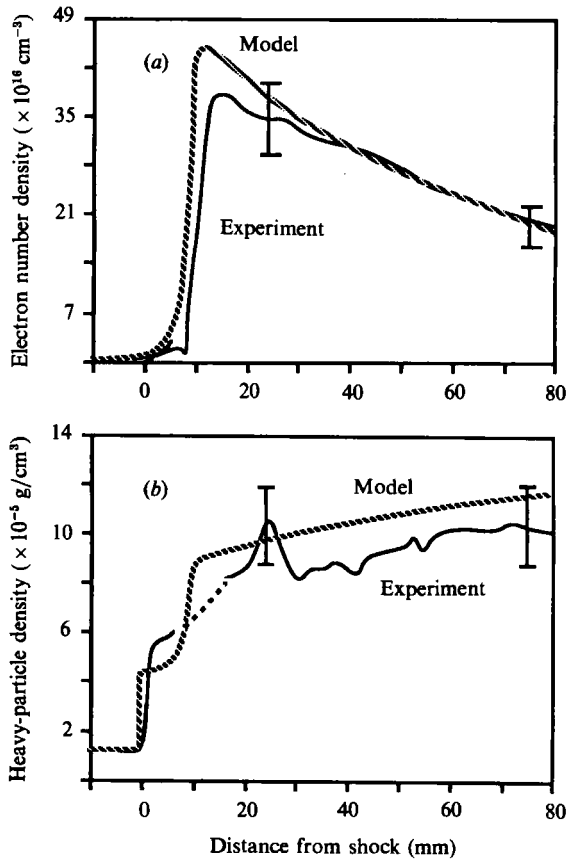 49
(a)
Model
35
21
Experiment
7
Electron number density ( × 10¹⁶ cm⁻³)
0
20
40
60
80
14
(b)
Model
10
Experiment
6
2
Heavy-particle density ( × 10⁻⁵ g/cm³)
0
20
40
60
80
Distance from shock (mm)